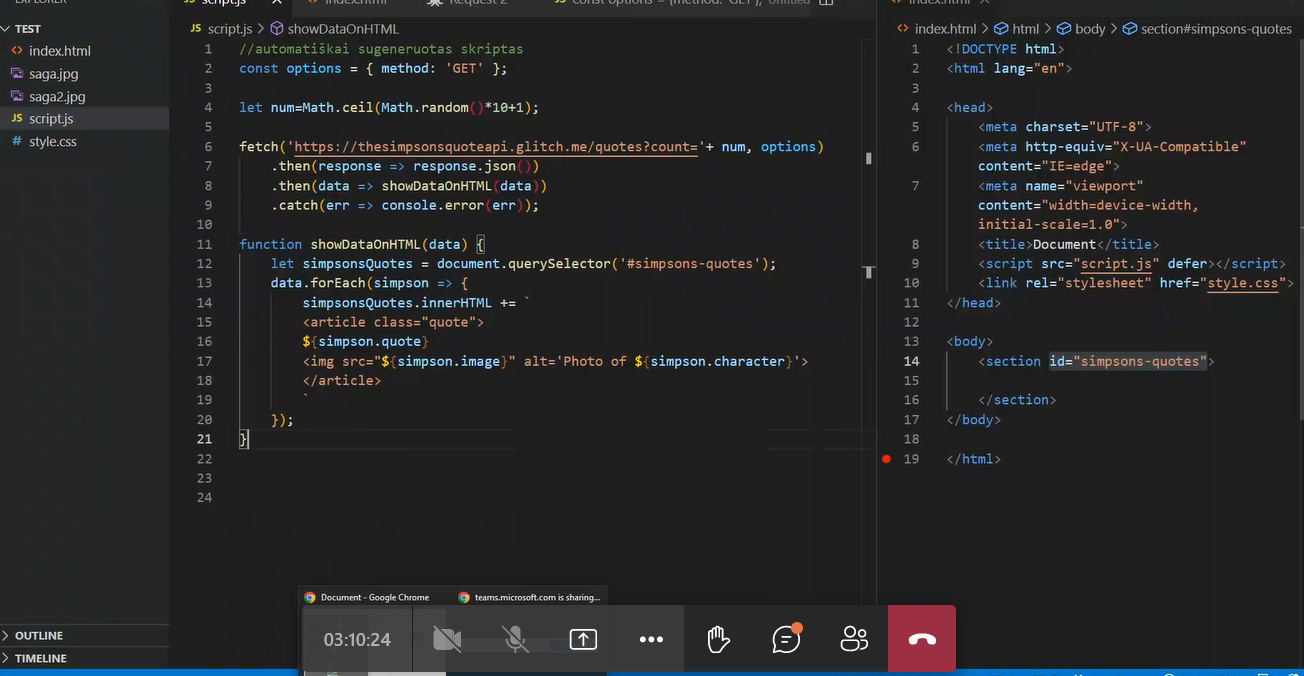 EXPLORER
TEST
index.html
saga.jpg
saga2.jpg
JS script.js
# style.css
OUTLINE
TIMELINE
JS script.js
index.html
Request 2
const options = { method: 'GET' }; Untitled
JS script.js > showDataOnHTML
1 //automatiškai sugeneruotas skriptas
2 const options = { method: 'GET' };
3
4 let num=Math.ceil(Math.random()*10+1);
5
6 fetch('https://thesimpsonsquoteapi.glitch.me/quotes?count='+ num, options)
7 .then(response => response.json())
8 .then(data => showDataOnHTML(data))
9 .catch(err => console.error(err));
10
11 function showDataOnHTML(data) {
12 let simpsonsQuotes = document.querySelector('#simpsons-quotes');
13 data.forEach(simpson => {
14 simpsonsQuotes.innerHTML += `
15 <article class="quote">
16 ${simpson.quote}
17 <img src="${simpson.image}" alt='Photo of ${simpson.character}'>
18 </article>
19 `
20 });
21 }
22
23
24
index.html
index.html > html > body > section#simpsons-quotes
1 <!DOCTYPE html>
2 <html lang="en">
3
4 <head>
5 <meta charset="UTF-8">
6 <meta http-equiv="X-UA-Compatible"
content="IE=edge">
7 <meta name="viewport"
content="width=device-width,
initial-scale=1.0">
8 <title>Document</title>
9 <script src="script.js" defer></script>
10 <link rel="stylesheet" href="style.css">
11 </head>
12
13 <body>
14 <section id="simpsons-quotes">
15
16 </section>
17 </body>
18
19 </html>
Document - Google Chrome
teams.microsoft.com is sharing...
03:10:24